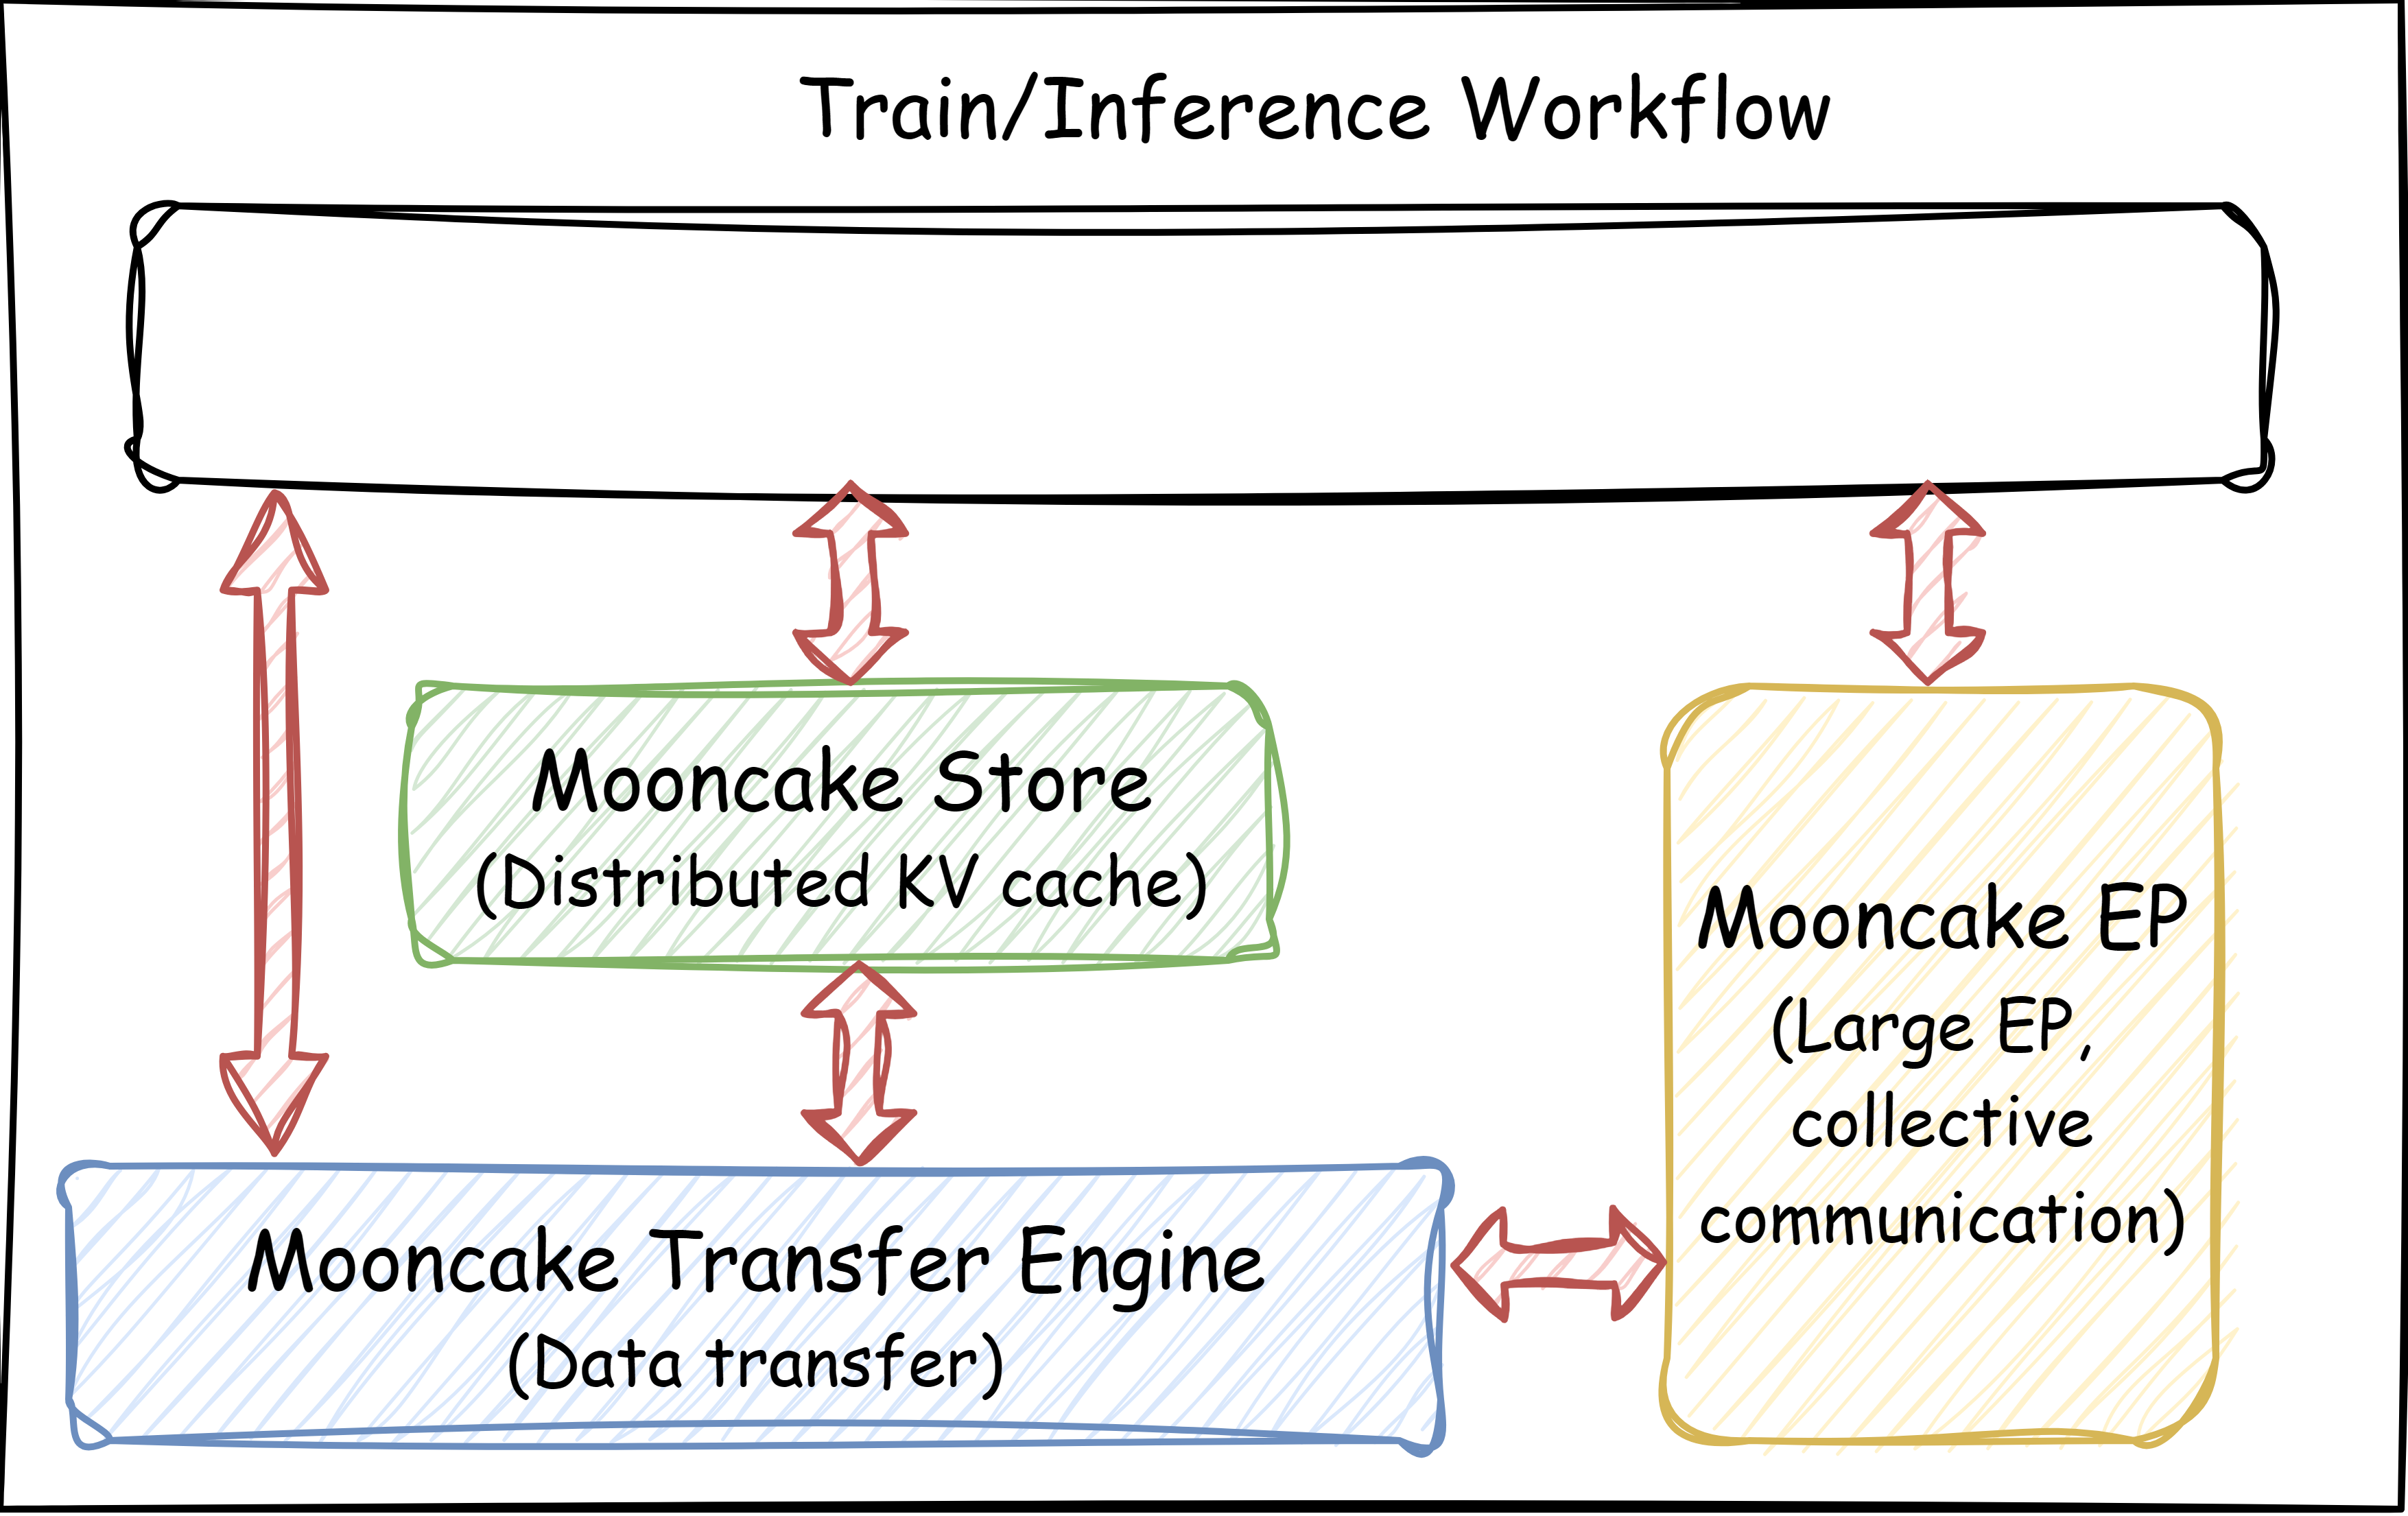 Train/Inference Workflow
Mooncake Store
(Distributed KV cache)
Mooncake EP
(Large EP,
collective
communication)
Mooncake Transfer Engine
(Data transfer)